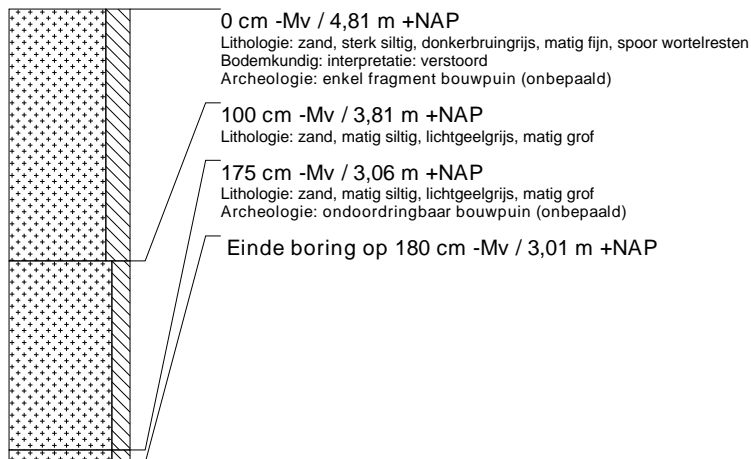 0 cm -Mv / 4,81 m +NAP
Lithologie: zand, sterk siltig, donkerbruingrijs, matig fijn, spoor wortelresten
Bodemkundig: interpretatie: verstoord
Archeologie: enkel fragment bouwpuin (onbepaald)
100 cm -Mv / 3,81 m +NAP
Lithologie: zand, matig siltig, lichtgeelgrijs, matig grof
175 cm -Mv / 3,06 m +NAP
Lithologie: zand, matig siltig, lichtgeelgrijs, matig grof
Archeologie: ondoordringbaar bouwpuin (onbepaald)
Einde boring op 180 cm -Mv / 3,01 m +NAP